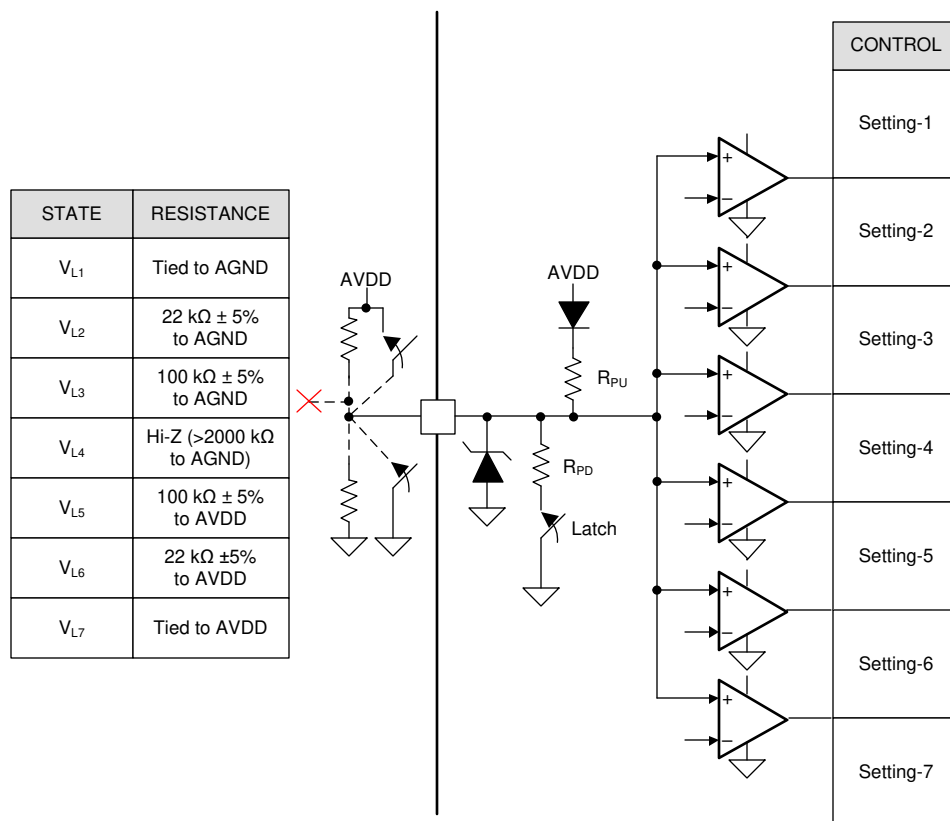 STATE RESISTANCE
V_L1 Tied to AGND
V_L2 22 kΩ ± 5%
to AGND
V_L3 100 kΩ ± 5%
to AGND
V_L4 Hi-Z (>2000 kΩ
to AGND)
V_L5 100 kΩ ± 5%
to AVDD
V_L6 22 kΩ ±5%
to AVDD
V_L7 Tied to AVDD
AVDD
AVDD
R_PU
R_PD
Latch
+
−
+
−
+
−
+
−
+
−
+
−
CONTROL
Setting-1
Setting-2
Setting-3
Setting-4
Setting-5
Setting-6
Setting-7